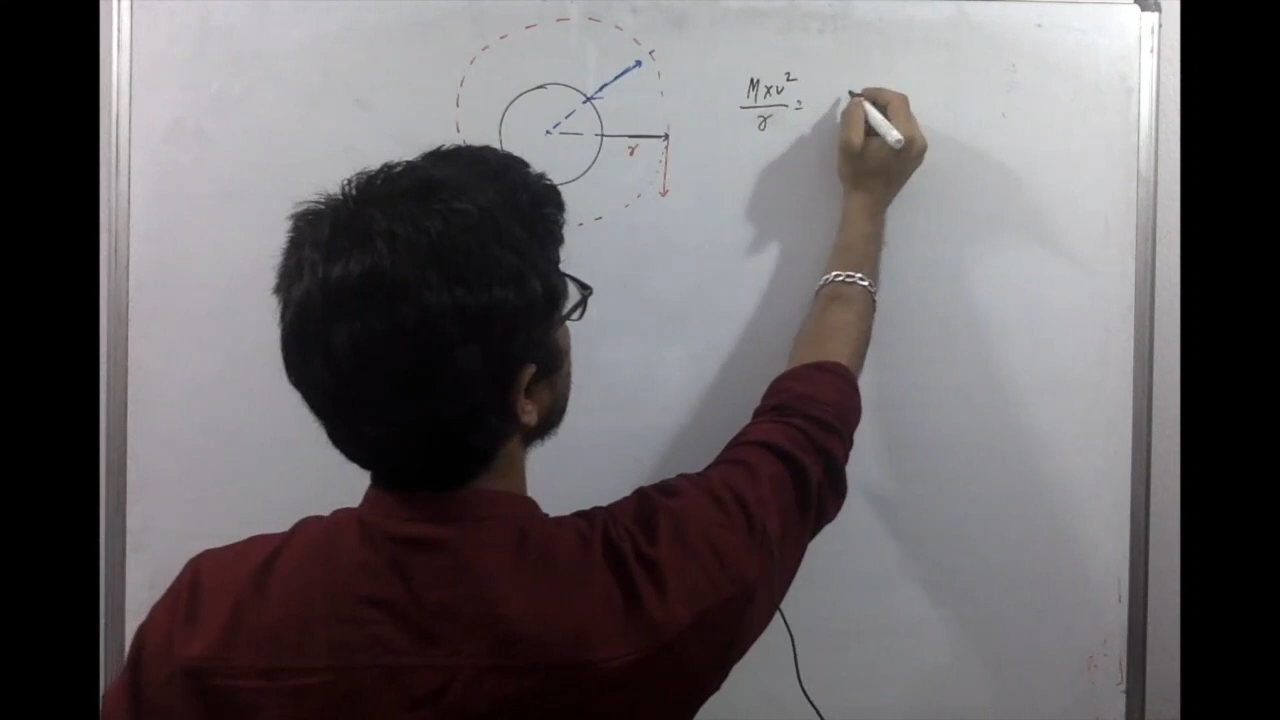 r
M x v²
r =